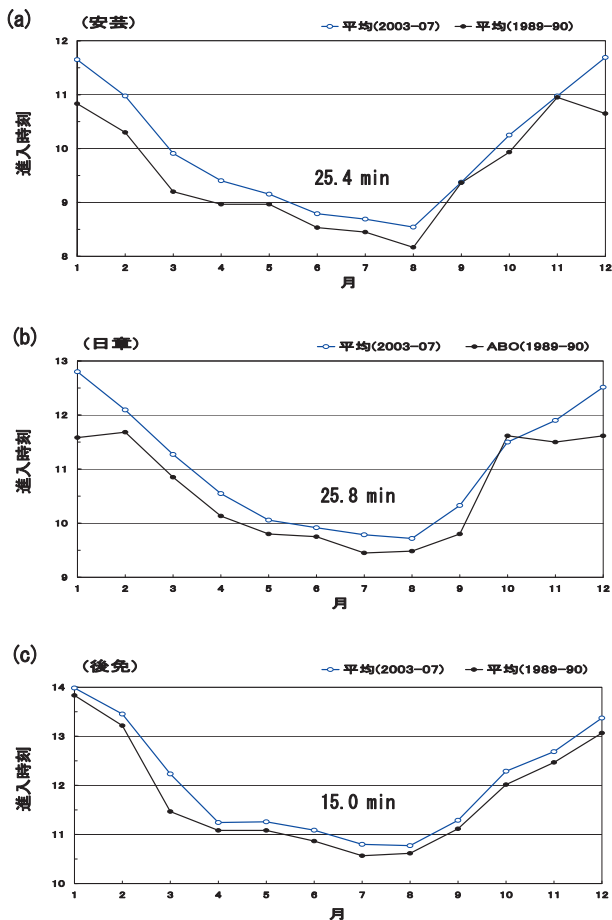 (a)
（安芸）
平均(2003-07) 平均(1989-90)
12
11
10
9
8
進入時刻
25.4 min
1 2 3 4 5 6 7 8 9 10 11 12
月
(b)
（日章）
平均(2003-07) ABO(1989-90)
13
12
11
10
9
進入時刻
25.8 min
1 2 3 4 5 6 7 8 9 10 11 12
月
(c)
（後免）
平均(2003-07) 平均(1989-90)
14
13
12
11
10
進入時刻
15.0 min
1 2 3 4 5 6 7 8 9 10 11 12
月